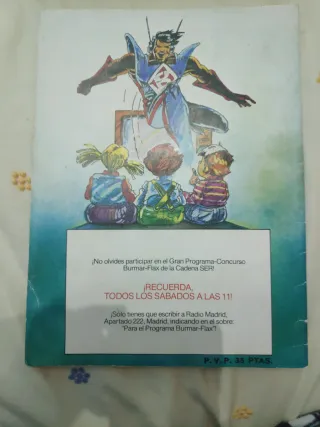 ¡No olvides participar en el Gran Programa-Concurso
Burmar-Flax de la Cadena SER!
¡RECUERDA,
TODOS LOS SABADOS A LAS 11!
¡Sólo tienes que escribir a Radio Madrid,
Apartado 222, Madrid, indicando en el sobre:
"Para el Programa Burmar-Flax"!
P. V. P. 35 PTAS.